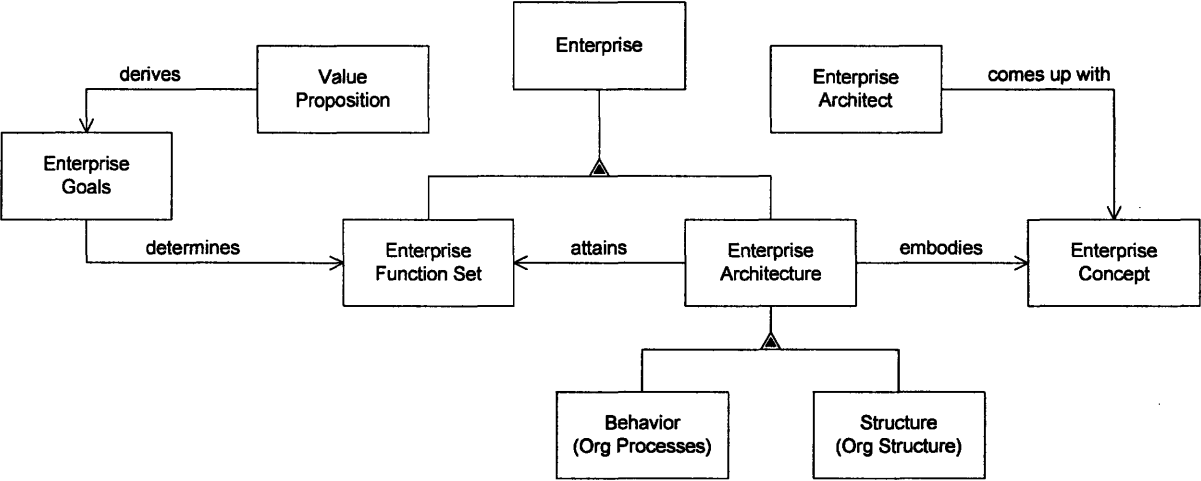 Enterprise
derives
Value
Proposition
Enterprise
Architect
comes up with
Enterprise
Goals
determines
Enterprise
Function Set
attains
Enterprise
Architecture
embodies
Enterprise
Concept
Behavior
(Org Processes)
Structure
(Org Structure)